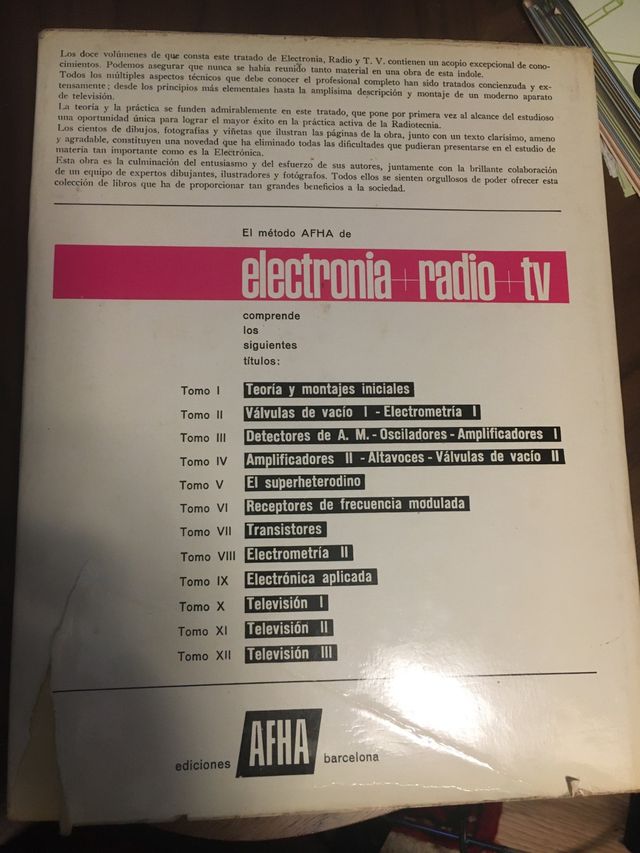 Los doce volúmenes de que consta este tratado de Electronia, Radio y T. V. contienen un acopio excepcional de cono-
cimientos. Podemos asegurar que nunca se había reunido tanto material en una obra de esta índole.
Todos los múltiples aspectos técnicos que debe conocer el profesional completo han sido tratados concienzuda y ex-
tensamente; desde los principios más elementales hasta la amplísima descripción y montaje de un moderno aparato
de televisión.
La teoría y la práctica se funden admirablemente en este tratado, que pone por primera vez al alcance del estudioso
una oportunidad única para lograr el mayor éxito en la práctica activa de la Radiotecnia.
Los cientos de dibujos, fotografías y viñetas que ilustran las páginas de la obra, junto con un texto clarísimo, ameno
y agradable, constituyen una novedad que ha eliminado todas las dificultades que pudieran presentarse en el estudio de
materia tan importante como es la Electrónica.
Esta obra es la culminación del entusiasmo y del esfuerzo de sus autores, juntamente con la brillante colaboración
de un equipo de expertos dibujantes, ilustradores y fotógrafos. Todos ellos se sienten orgullosos de poder ofrecer esta
colección de libros que ha de proporcionar tan grandes beneficios a la sociedad.
El método AFHA de
electronia+radio+tv
comprende
los
siguientes
títulos:
Tomo I Teoría y montajes iniciales
Tomo II Válvulas de vacío I - Electrometría I
Tomo III Detectores de A. M. - Osciladores - Amplificadores I
Tomo IV Amplificadores II - Altavoces - Válvulas de vacío II
Tomo V El superheterodino
Tomo VI Receptores de frecuencia modulada
Tomo VII Transistores
Tomo VIII Electrometría II
Tomo IX Electrónica aplicada
Tomo X Televisión I
Tomo XI Televisión II
Tomo XII Televisión III
ediciones AFHA barcelona